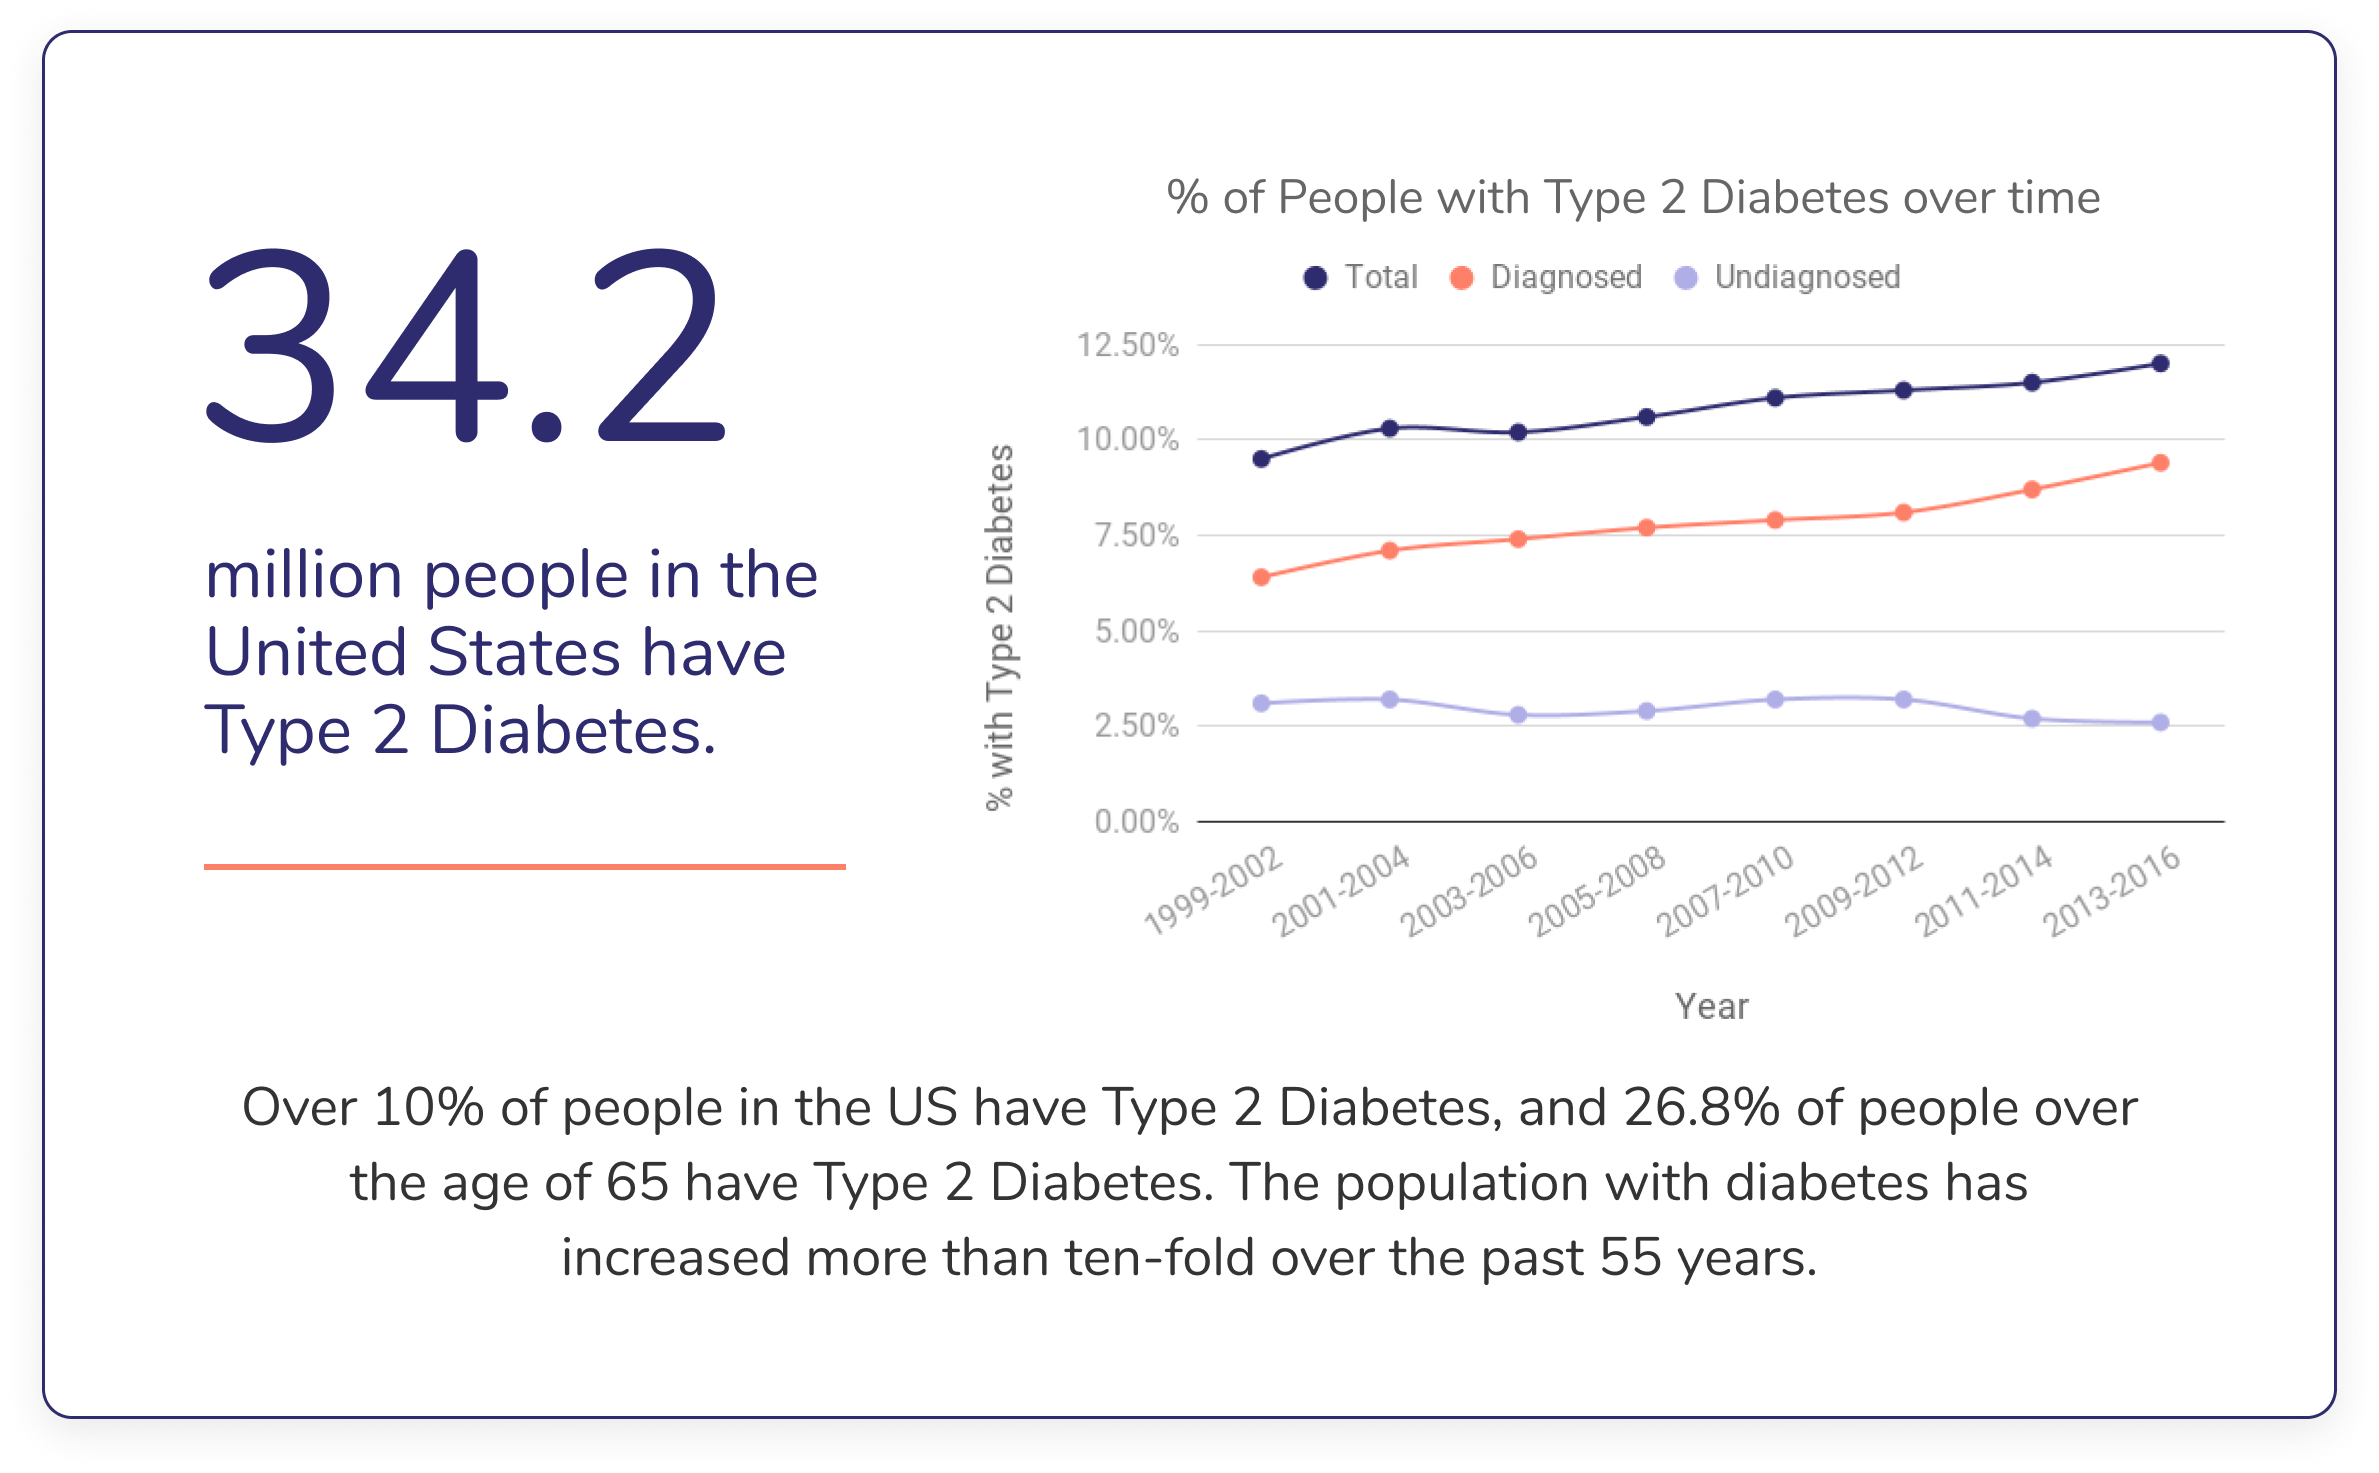 34.2
million people in the
United States have
Type 2 Diabetes.
% of People with Type 2 Diabetes over time
Total Diagnosed Undiagnosed
% with Type 2 Diabetes
12.50%
10.00%
7.50%
5.00%
2.50%
0.00%
1999-2002 2001-2004 2003-2006 2005-2008 2007-2010 2009-2012 2011-2014 2013-2016
Year
Over 10% of people in the US have Type 2 Diabetes, and 26.8% of people over
the age of 65 have Type 2 Diabetes. The population with diabetes has
increased more than ten-fold over the past 55 years.